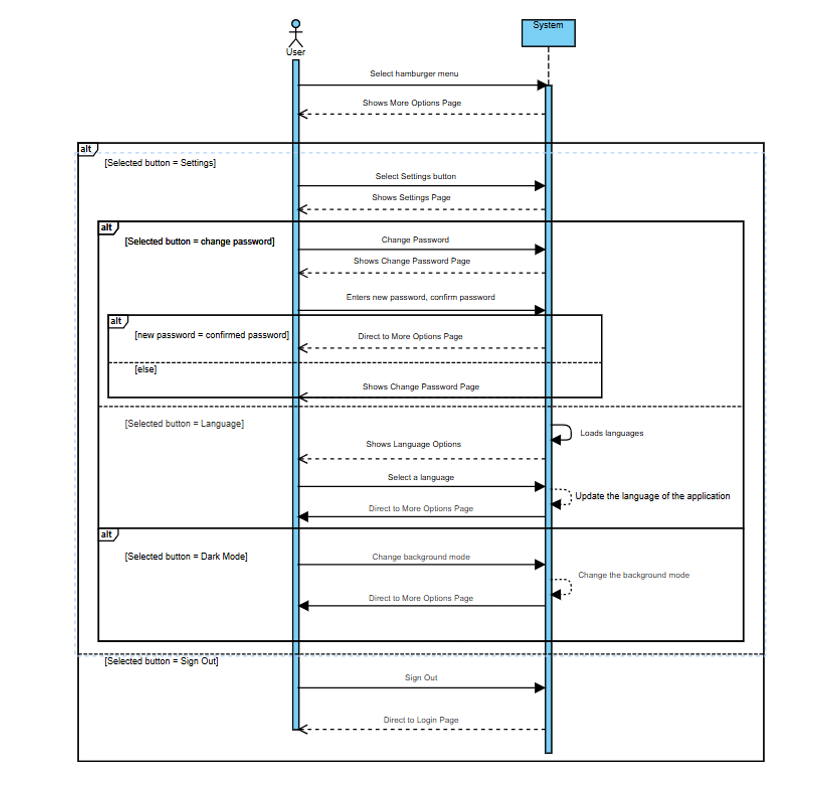 System
User
Select hamburger menu
Shows More Options Page
alt
[Selected button = Settings]
Select Settings button
Shows Settings Page
alt
[Selected button = change password]
Change Password
Shows Change Password Page
Enters new password, confirm password
alt
[new password = confirmed password]
Direct to More Options Page
[else]
Shows Change Password Page
[Selected button = Language]
Loads languages
Shows Language Options
Select a language
Update the language of the application
Direct to More Options Page
alt
[Selected button = Dark Mode]
Change background mode
Change the background mode
Direct to More Options Page
[Selected button = Sign Out]
Sign Out
Direct to Login Page